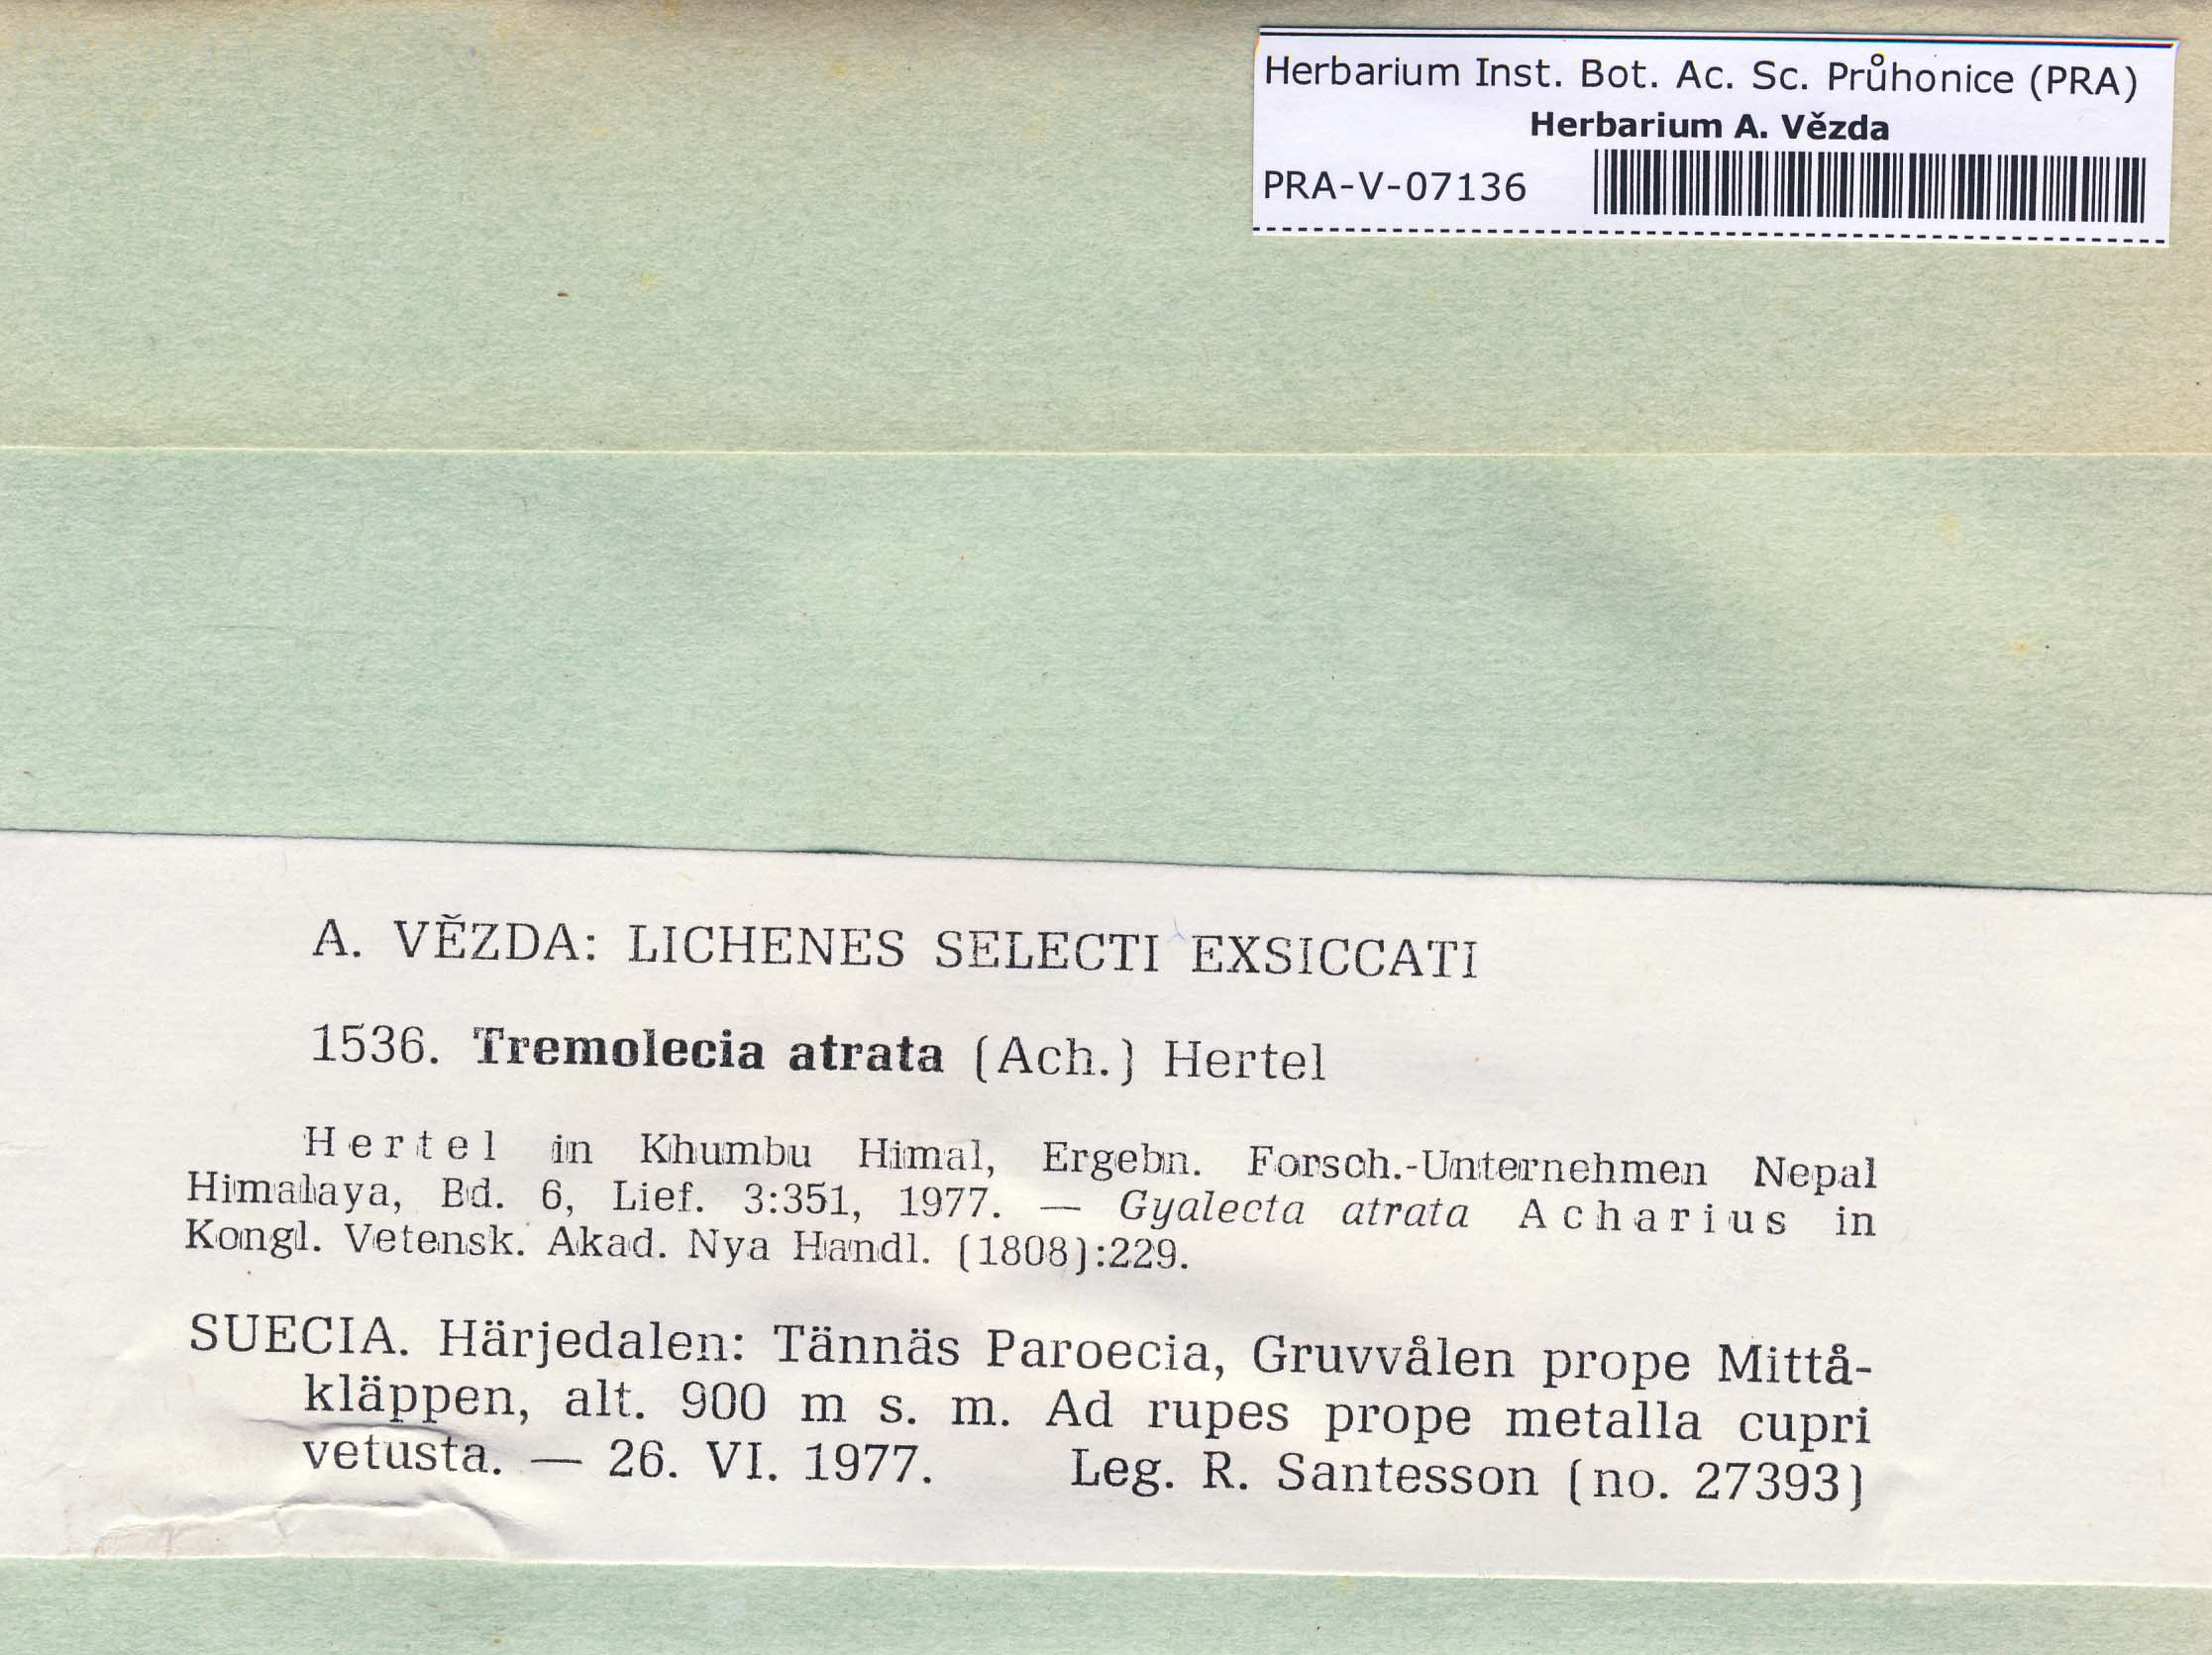 Herbarium Inst. Bot. Ac. Sc. Průhonice (PRA)
Herbarium A. Vězda
PRA-V-07136
A. VĚZDA: LICHENES SELECTI EXSICCATI
1536. Tremolecia atrata (Ach.) Hertel
Hertel in Khumbu Himal, Ergebn. Forsch.-Unternehmen Nepal
Himalaya, Bd. 6, Lief. 3:351, 1977. — Gyalecta atrata Acharius in
Kongl. Vetensk. Akad. Nya Handl. (1808):229.
SUECIA. Härjedalen: Tännäs Paroecia, Gruvvålen prope Mittå-
kläppen, alt. 900 m s. m. Ad rupes prope metalla cupri
vetusta. — 26. VI. 1977. Leg. R. Santesson (no. 27393)